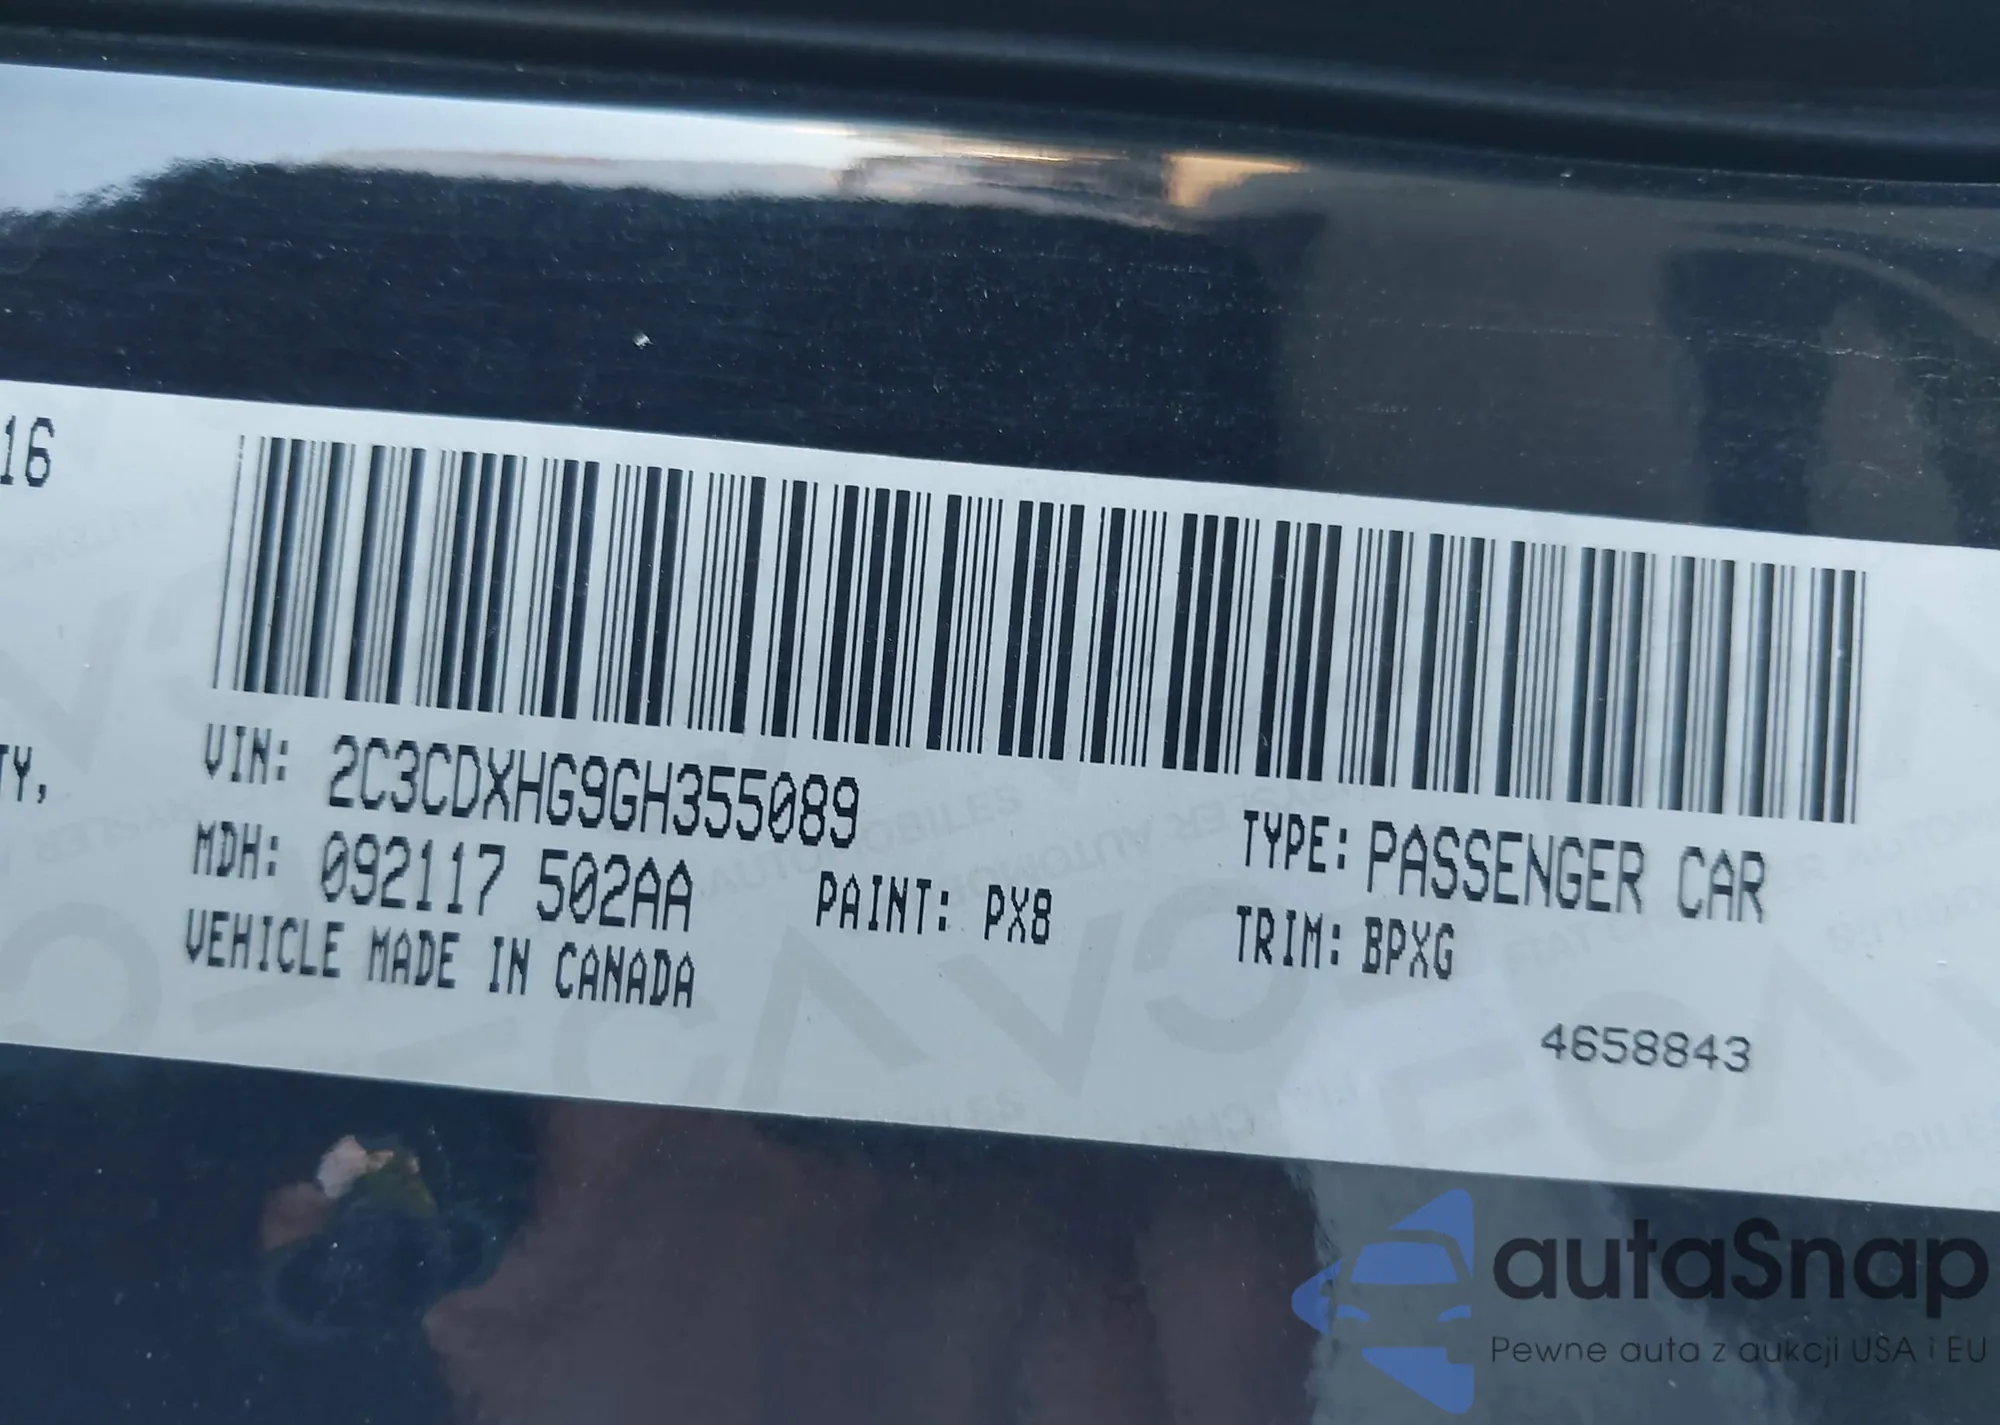 16
TY,
VIN: 2C3CDXHG9GH355089
TYPE: PASSENGER CAR
MDH: 092117 502AA
PAINT: PX8
TRIM: BPXG
VEHICLE MADE IN CANADA
4658843
autaSnap
Pewne auta z aukcji USA i EU